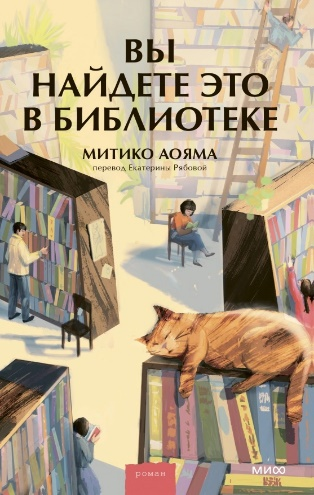 ВЫ
НАЙДЕТЕ ЭТО
В БИБЛИОТЕКЕ
МИТИКО АОЯМА
перевод Екатерины Рябовой
роман
МИФ